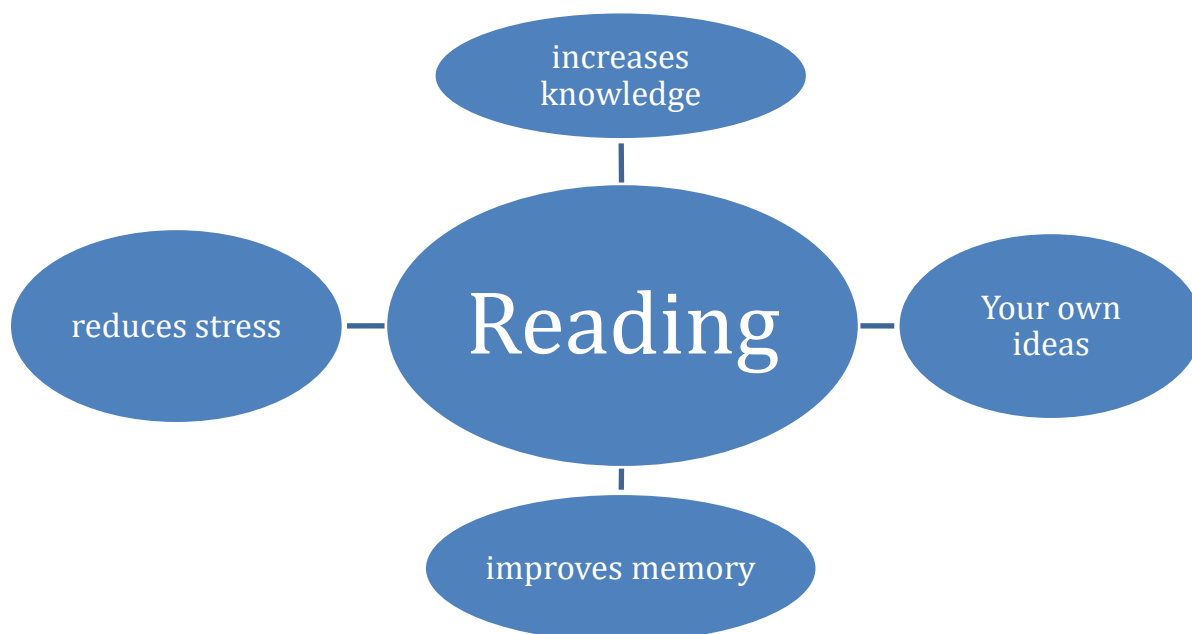 increases
knowledge
reduces stress
Reading
Your own
ideas
improves memory